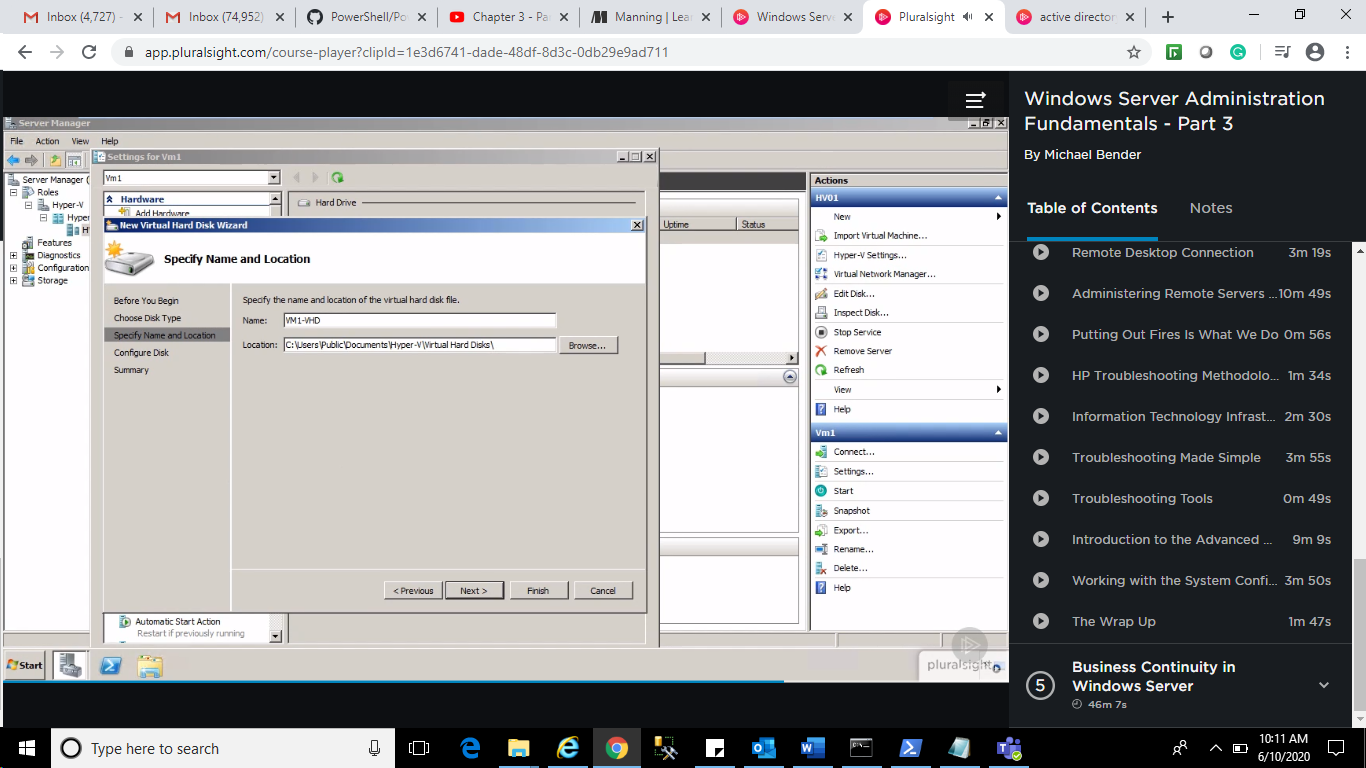 Inbox (4,727) -
Inbox (74,952)
PowerShell/Po
Chapter 3 - Pa
Manning | Lea
Windows Serv
Pluralsight
active director
app.pluralsight.com/course-player?clipId=1e3d6741-dade-48df-8d3c-0db29e9ad711
Server Manager
File Action View Help
Settings for Vm1
Vm1
Server Manager (
Roles
Hyper-V
Hyper
H
Features
Diagnostics
Configuration
Storage
Hardware
Add Hardware
Hard Drive
New Virtual Hard Disk Wizard
Specify Name and Location
Before You Begin
Choose Disk Type
Specify Name and Location
Configure Disk
Summary
Specify the name and location of the virtual hard disk file.
Name: VM1-VHD
Location: C:\Users\Public\Documents\Hyper-V\Virtual Hard Disks\ Browse...
< Previous Next > Finish Cancel
Automatic Start Action
Restart if previously running
Uptime Status
Actions
HV01
New
Import Virtual Machine...
Hyper-V Settings...
Virtual Network Manager...
Edit Disk...
Inspect Disk...
Stop Service
Remove Server
Refresh
View
Help
Vm1
Connect...
Settings...
Start
Snapshot
Export...
Rename...
Delete...
Help
Start
pluralsight
Windows Server Administration
Fundamentals - Part 3
By Michael Bender
Table of Contents Notes
Remote Desktop Connection 3m 19s
Administering Remote Servers ... 10m 49s
Putting Out Fires Is What We Do 0m 56s
HP Troubleshooting Methodolo... 1m 34s
Information Technology Infrast... 2m 30s
Troubleshooting Made Simple 3m 55s
Troubleshooting Tools 0m 49s
Introduction to the Advanced ... 9m 9s
Working with the System Confi... 3m 50s
The Wrap Up 1m 47s
5
Business Continuity in
Windows Server
46m 7s
Type here to search
10:11 AM
6/10/2020